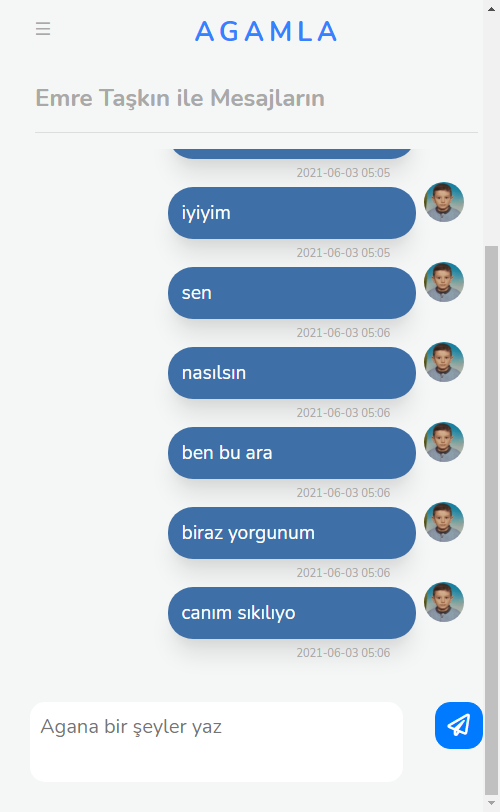 AGAMLA
Emre Taşkın ile Mesajların
2021-06-03 05:05
iyiyim
2021-06-03 05:05
sen
2021-06-03 05:06
nasılsın
2021-06-03 05:06
ben bu ara
2021-06-03 05:06
biraz yorgunum
2021-06-03 05:06
canım sıkılıyo
2021-06-03 05:06
Agana bir şeyler yaz